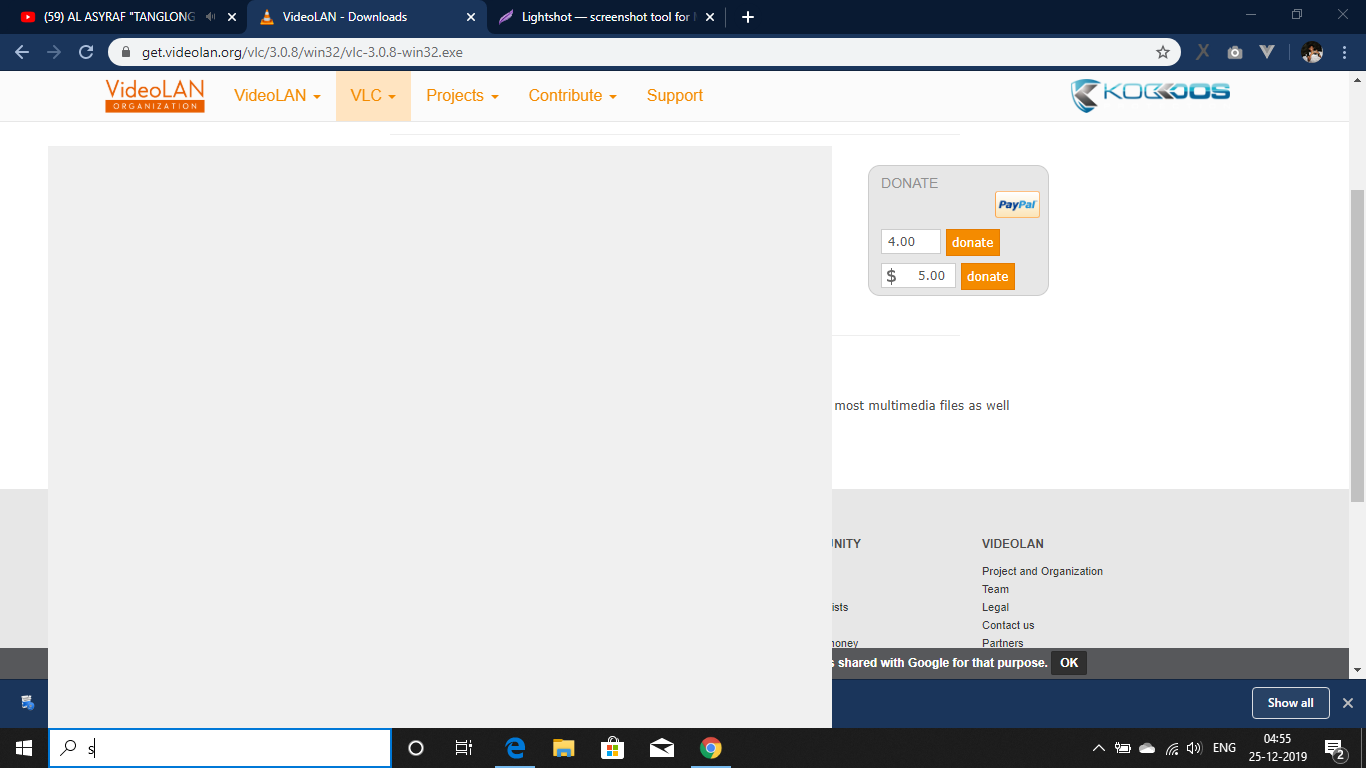 (59) AL ASYRAF "TANGLONG
VideoLAN - Downloads
Lightshot — screenshot tool for
get.videolan.org/vlc/3.0.8/win32/vlc-3.0.8-win32.exe
VideoLAN
ORGANIZATION
VideoLAN
VLC
Projects
Contribute
Support
DONATE
PayPal
4.00
donate
$ 5.00
donate
most multimedia files as well
NITY
VIDEOLAN
Project and Organization
Team
ists
Legal
Contact us
money
Partners
s shared with Google for that purpose. OK
Show all
s
ENG
04:55
25-12-2019
2